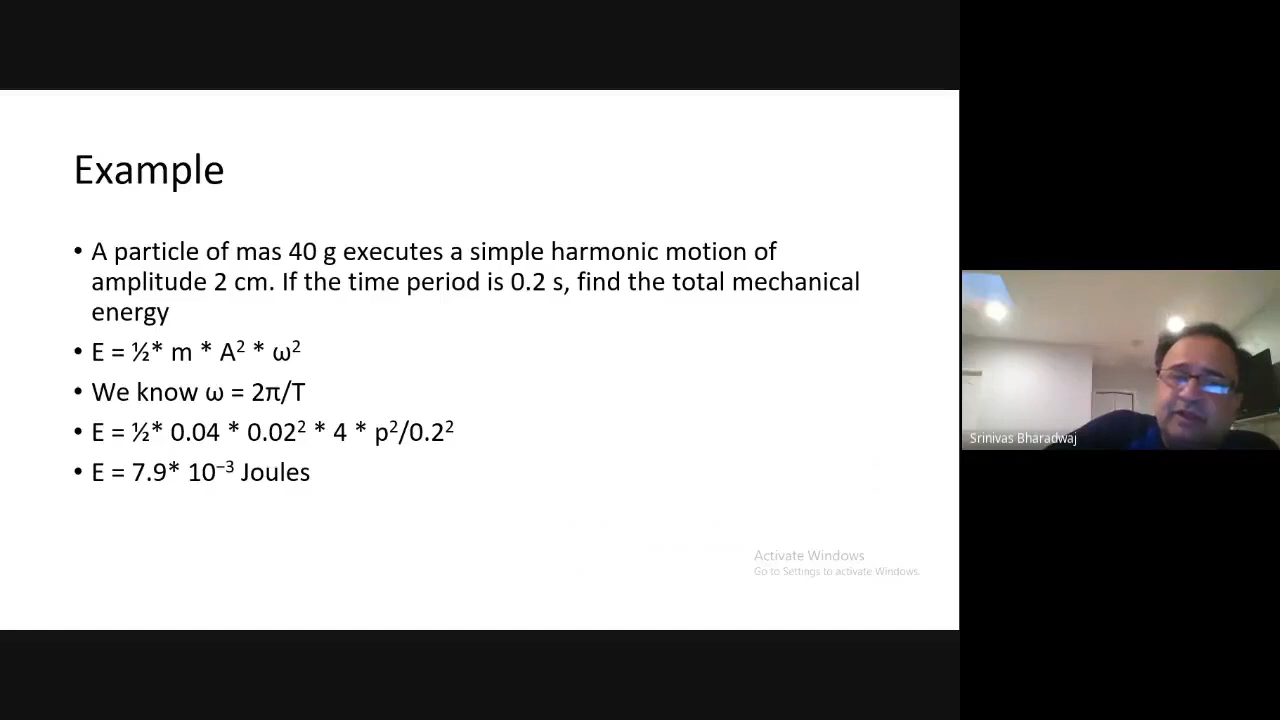 Example
• A particle of mas 40 g executes a simple harmonic motion of
amplitude 2 cm. If the time period is 0.2 s, find the total mechanical
energy
• E = ½* m * A² * ω²
• We know ω = 2π/T
• E = ½* 0.04 * 0.02² * 4 * p²/0.2²
• E = 7.9* 10⁻³ Joules
Activate Windows
Go to Settings to activate Windows.
Srinivas Bharadwaj